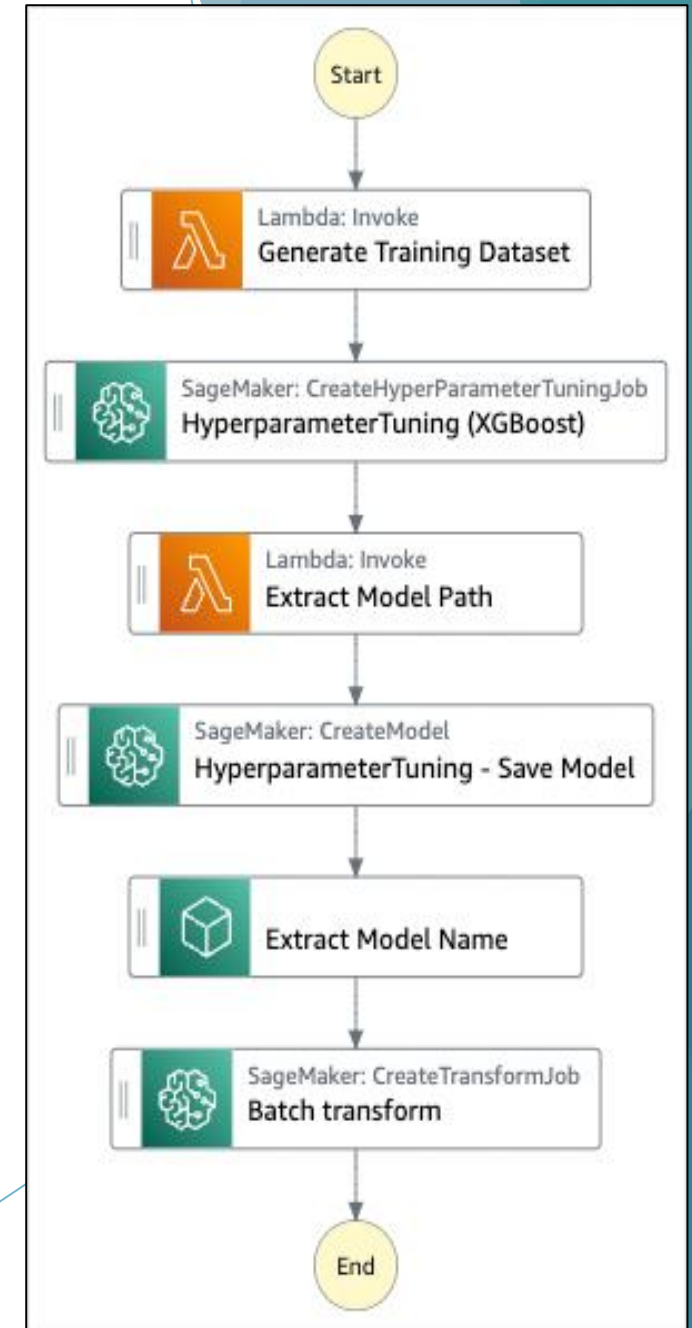 Start
Lambda: Invoke
Generate Training Dataset
SageMaker: CreateHyperParameterTuningJob
HyperparameterTuning (XGBoost)
Lambda: Invoke
Extract Model Path
SageMaker: CreateModel
HyperparameterTuning - Save Model
Extract Model Name
SageMaker: CreateTransformJob
Batch transform
End